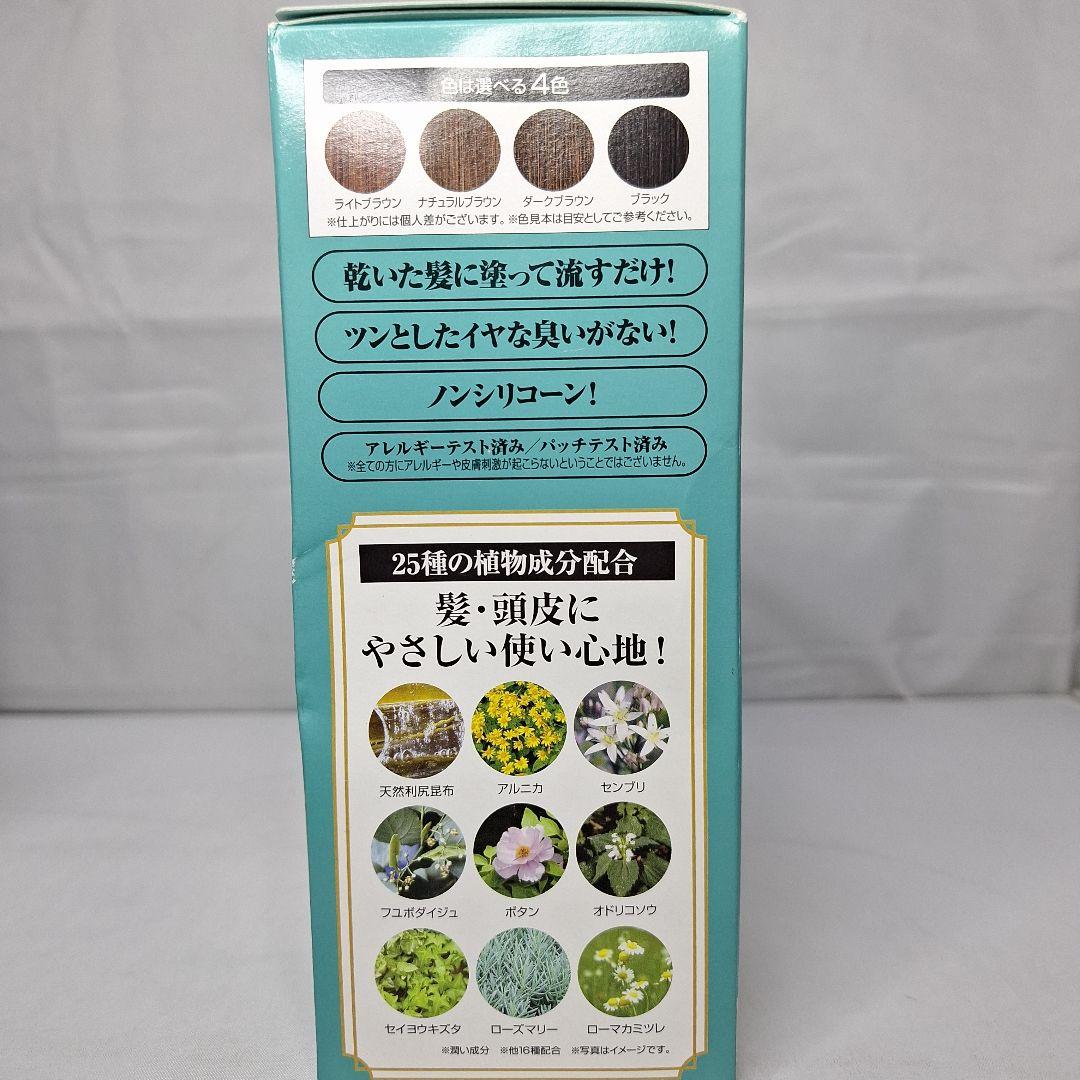 色は選べる4色
ライトブラウン ナチュラルブラウン ダークブラウン ブラック
※仕上がりには個人差がございます。※色見本は目安としてご参考ください。
乾いた髪に塗って流すだけ!
ツンとしたイヤな臭いがない!
ノンシリコーン!
アレルギーテスト済み/パッチテスト済み
※全ての方にアレルギーや皮膚刺激が起こらないということではございません。
25種の植物成分配合
髪・頭皮に
やさしい使い心地!
天然利尻昆布 アルニカ センブリ
フユボダイジュ ボタン オドリコソウ
セイヨウキズタ ローズマリー ローマカミツレ
※潤い成分 ※他16種配合 ※写真はイメージです。